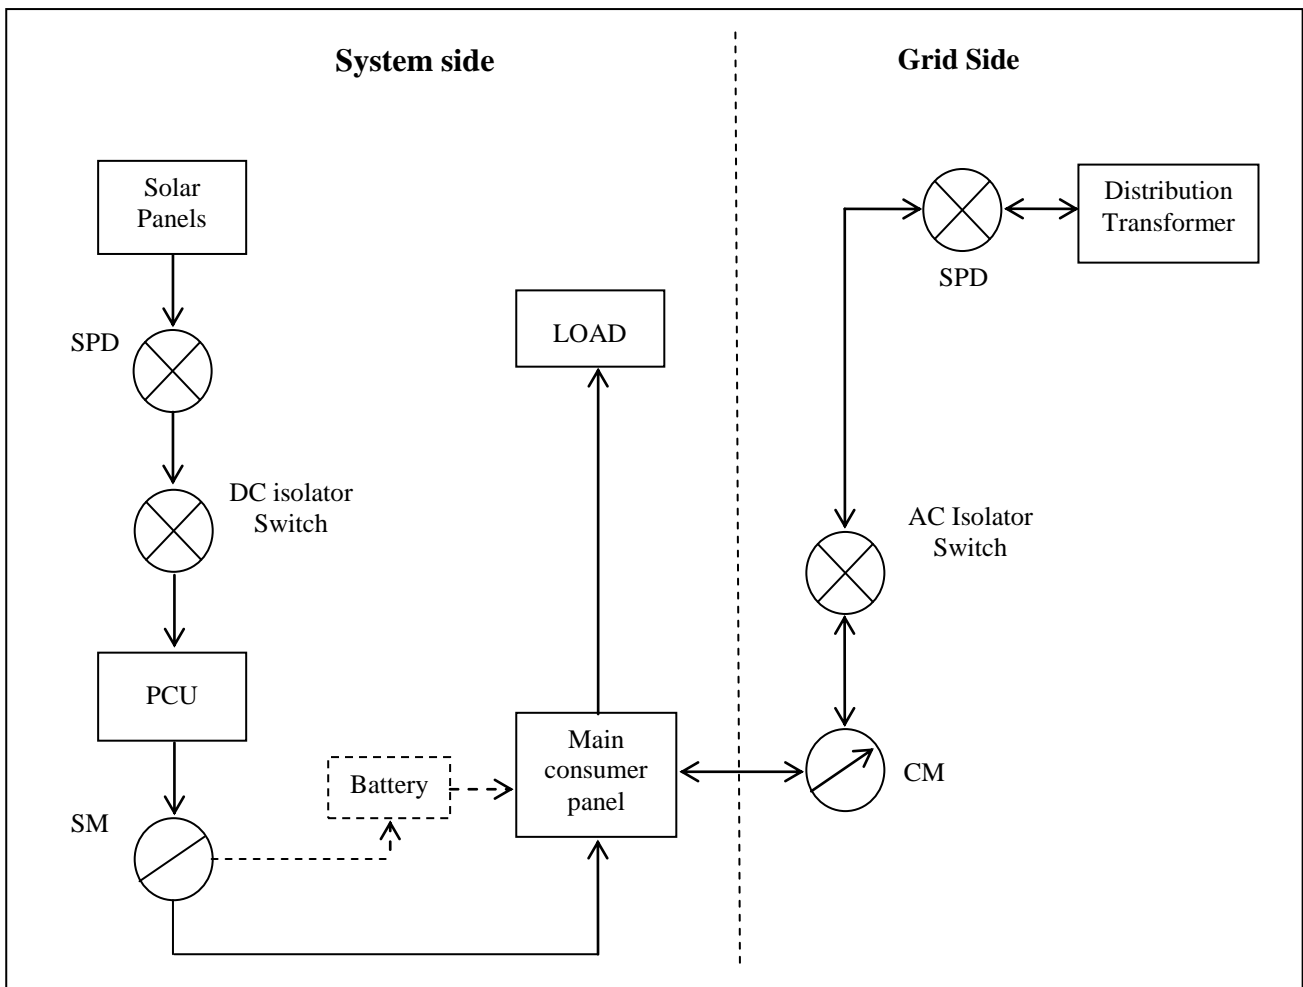 System side
Grid Side
Solar
Panels
Distribution
Transformer
SPD
SPD
LOAD
DC isolator
Switch
AC Isolator
Switch
PCU
Main
consumer
panel
Battery
CM
SM